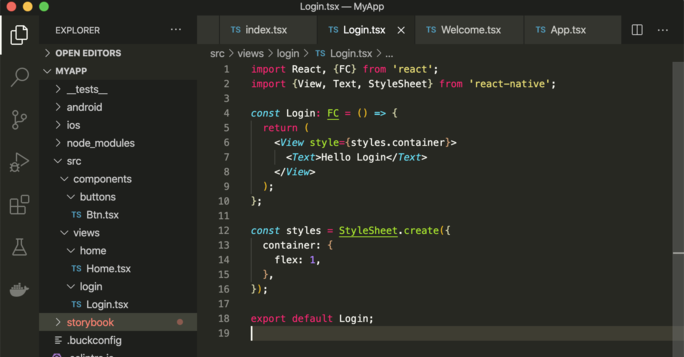 Login.tsx — MyApp
EXPLORER
index.tsx
Login.tsx
Welcome.tsx
App.tsx
OPEN EDITORS
src > views > login > TS Login.tsx > ...
MYAPP
__tests__
android
ios
node_modules
src
components
buttons
TS Btn.tsx
views
home
TS Home.tsx
login
TS Login.tsx
storybook
.buckconfig
1 import React, {FC} from 'react';
2 import {View, Text, StyleSheet} from 'react-native';
3
4 const Login: FC = () => {
5 return (
6 <View style={styles.container}>
7 <Text>Hello Login</Text>
8 </View>
9 );
10 };
11
12 const styles = StyleSheet.create({
13 container: {
14 flex: 1,
15 },
16 });
17
18 export default Login;
19